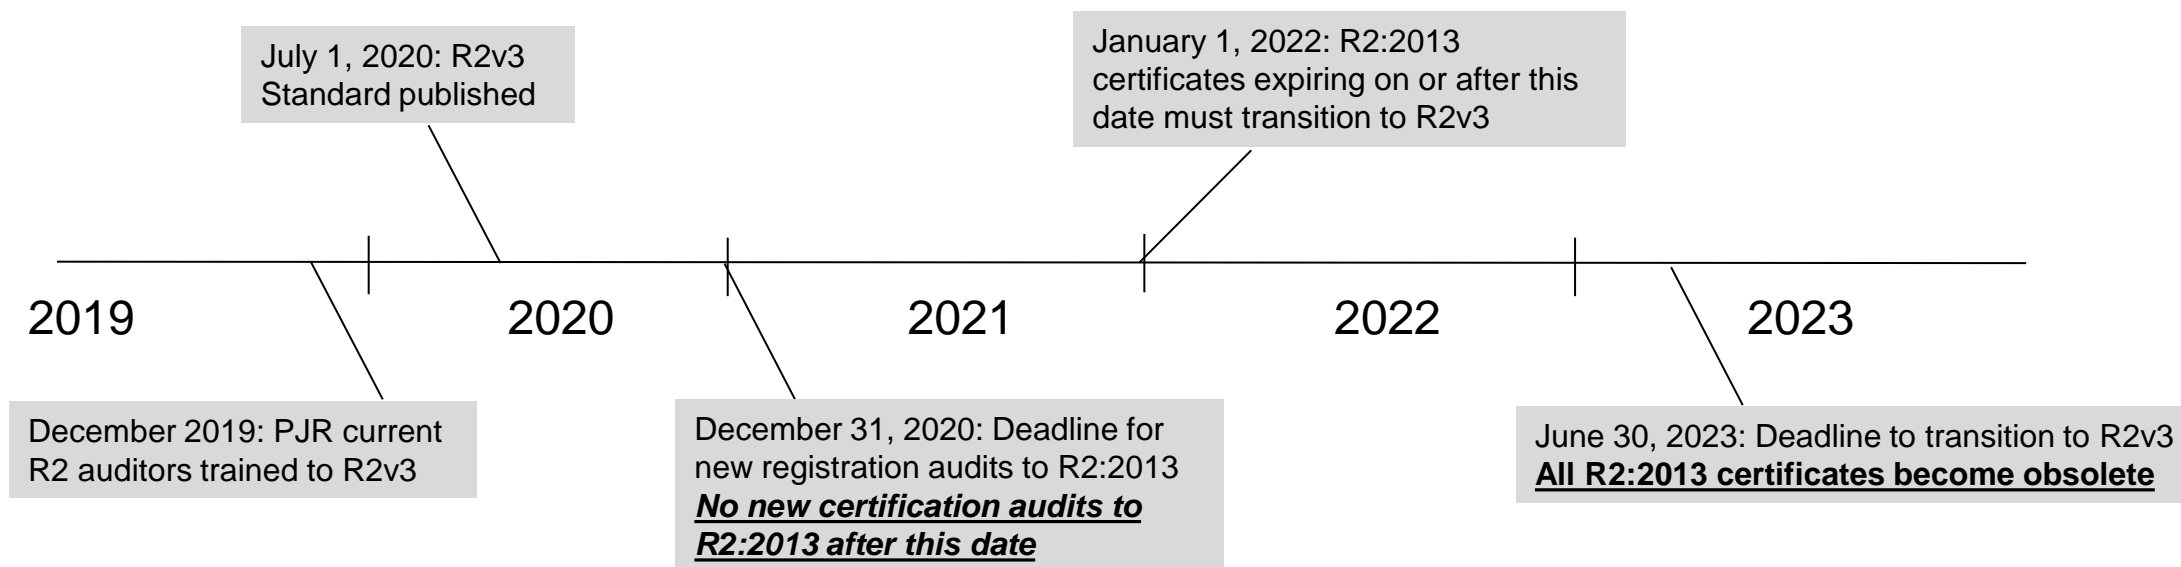 July 1, 2020: R2v3
Standard published
January 1, 2022: R2:2013
certificates expiring on or after this
date must transition to R2v3
2019
2020
2021
2022
2023
December 2019: PJR current
R2 auditors trained to R2v3
December 31, 2020: Deadline for
new registration audits to R2:2013
No new certification audits to
R2:2013 after this date
June 30, 2023: Deadline to transition to R2v3
All R2:2013 certificates become obsolete